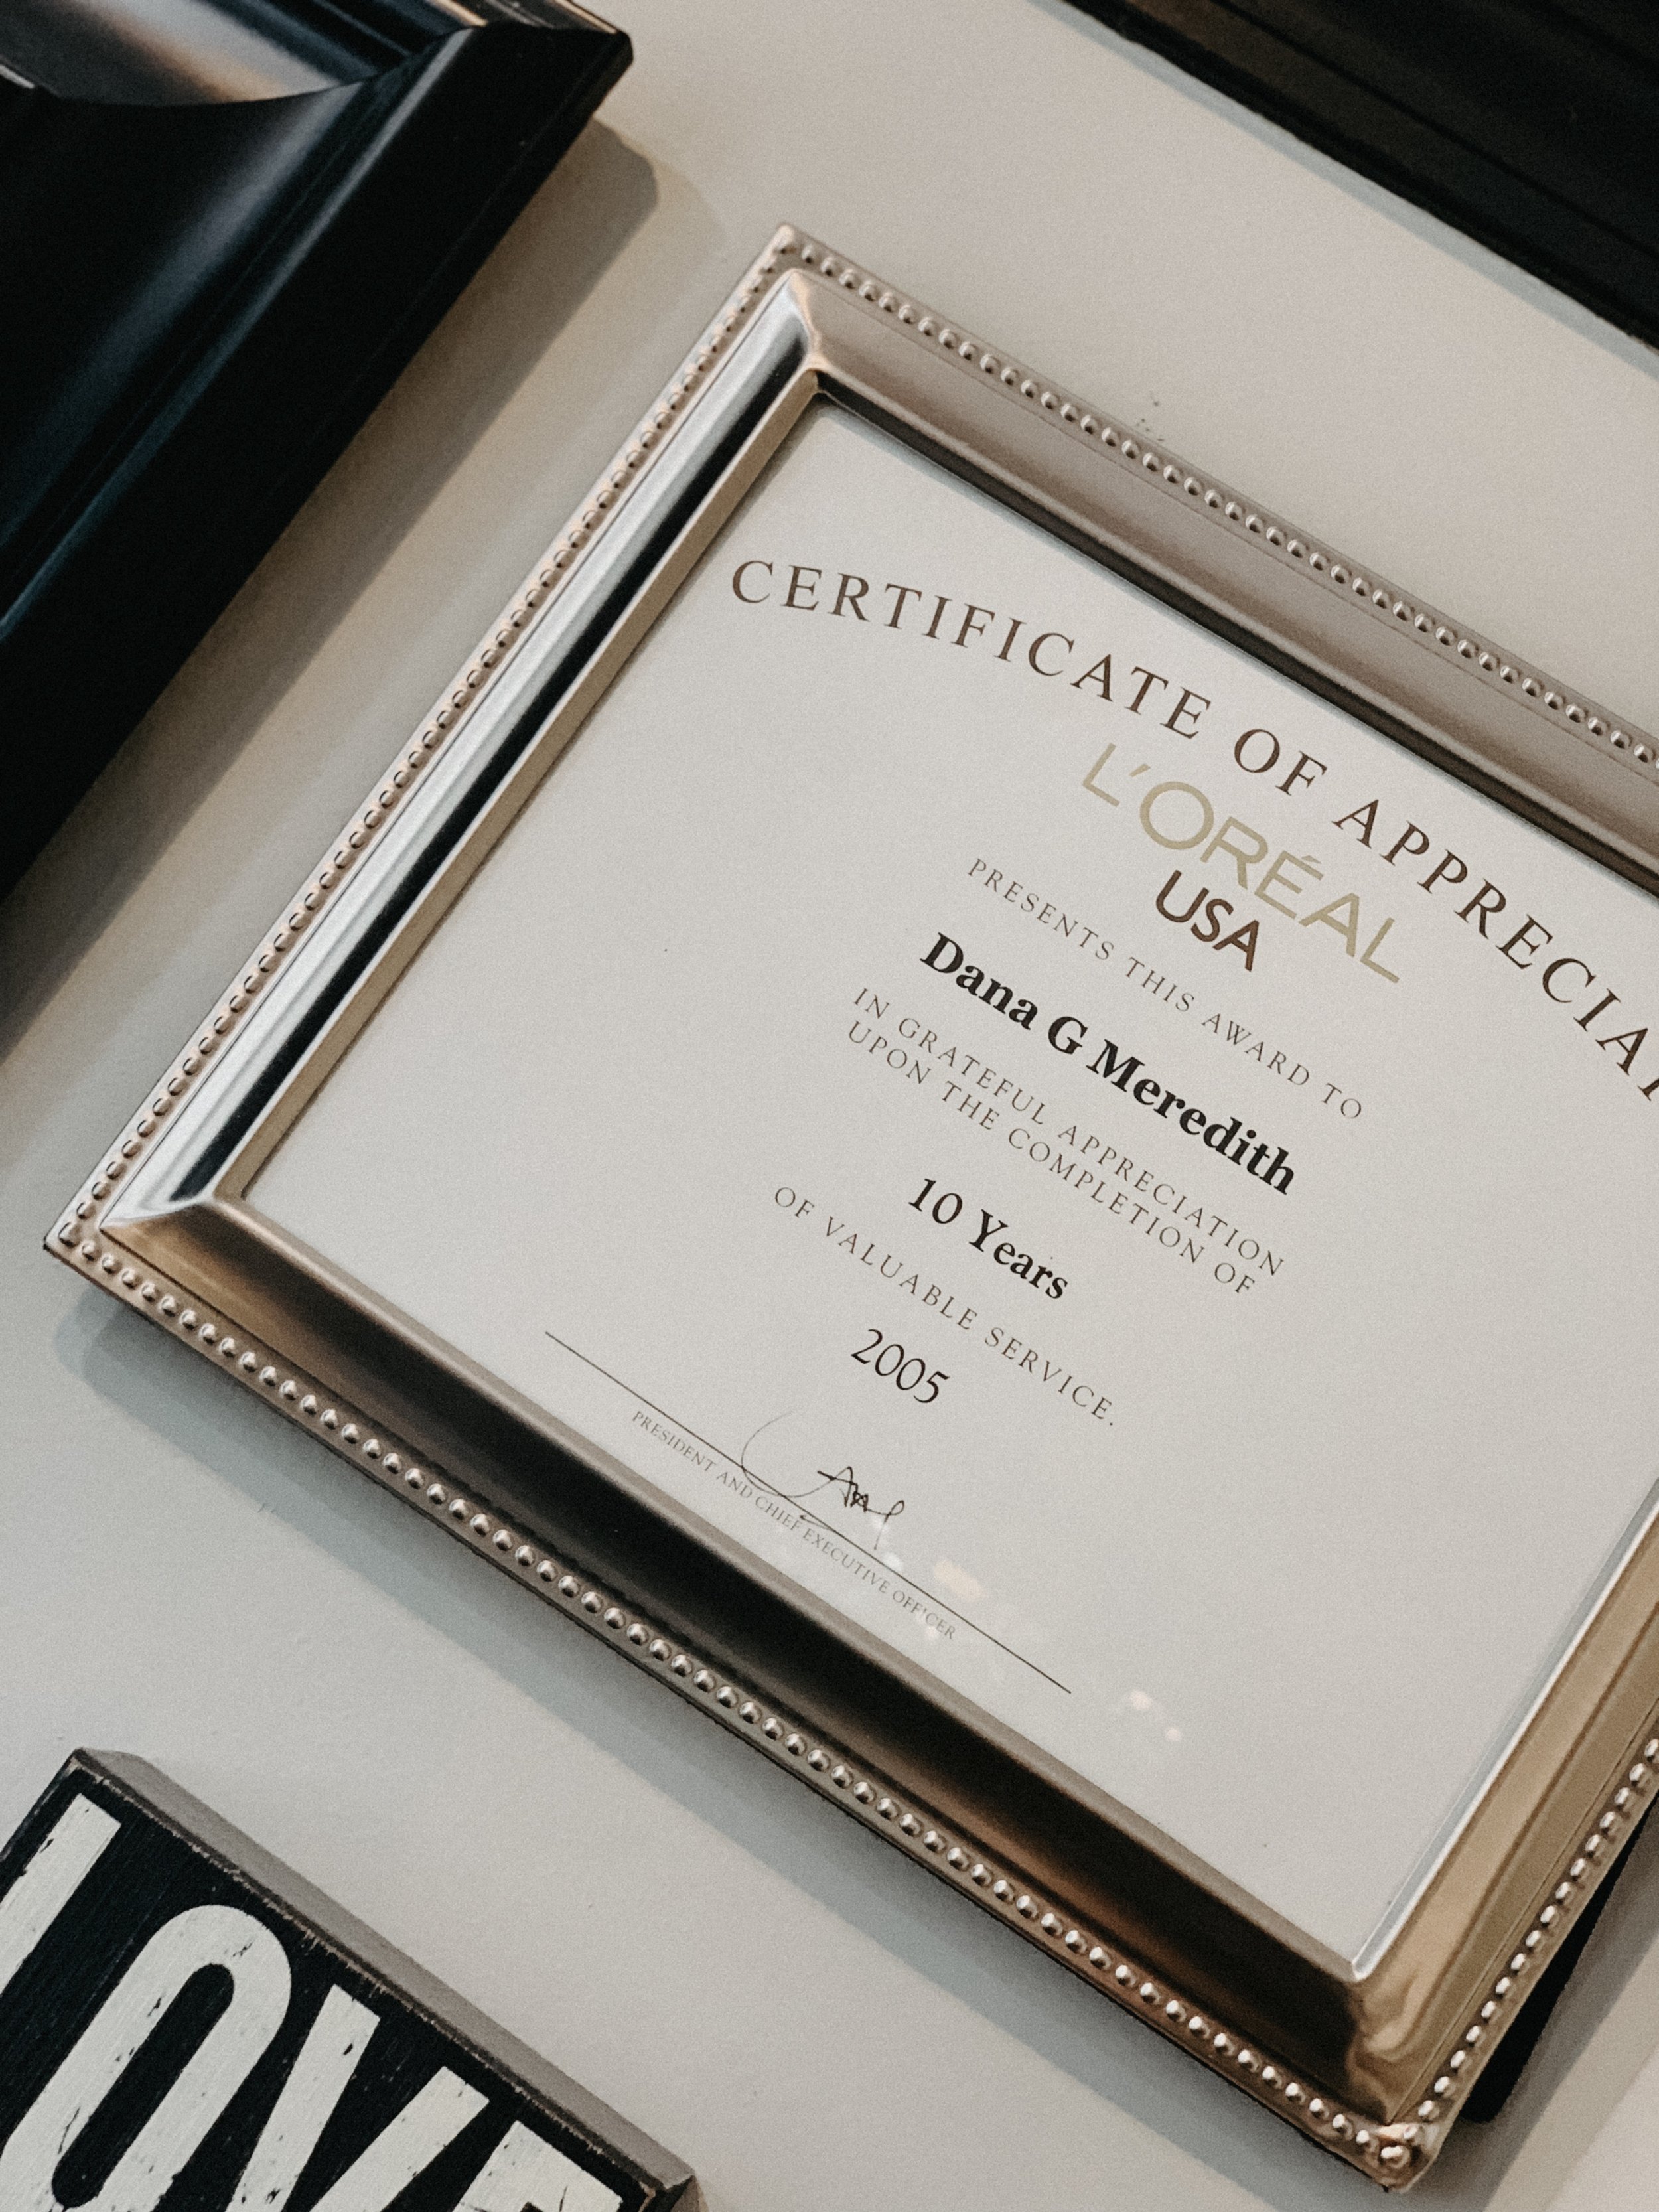 CERTIFICATE OF APPRECIA
L'ORÉAL
USA
PRESENTS THIS AWARD TO
Dana G Meredith
IN GRATEFUL APPRECIATION
UPON THE COMPLETION OF
10 Years
OF VALUABLE SERVICE.
2005
PRESIDENT AND CHIEF EXECUTIVE OFFICER
LOVE